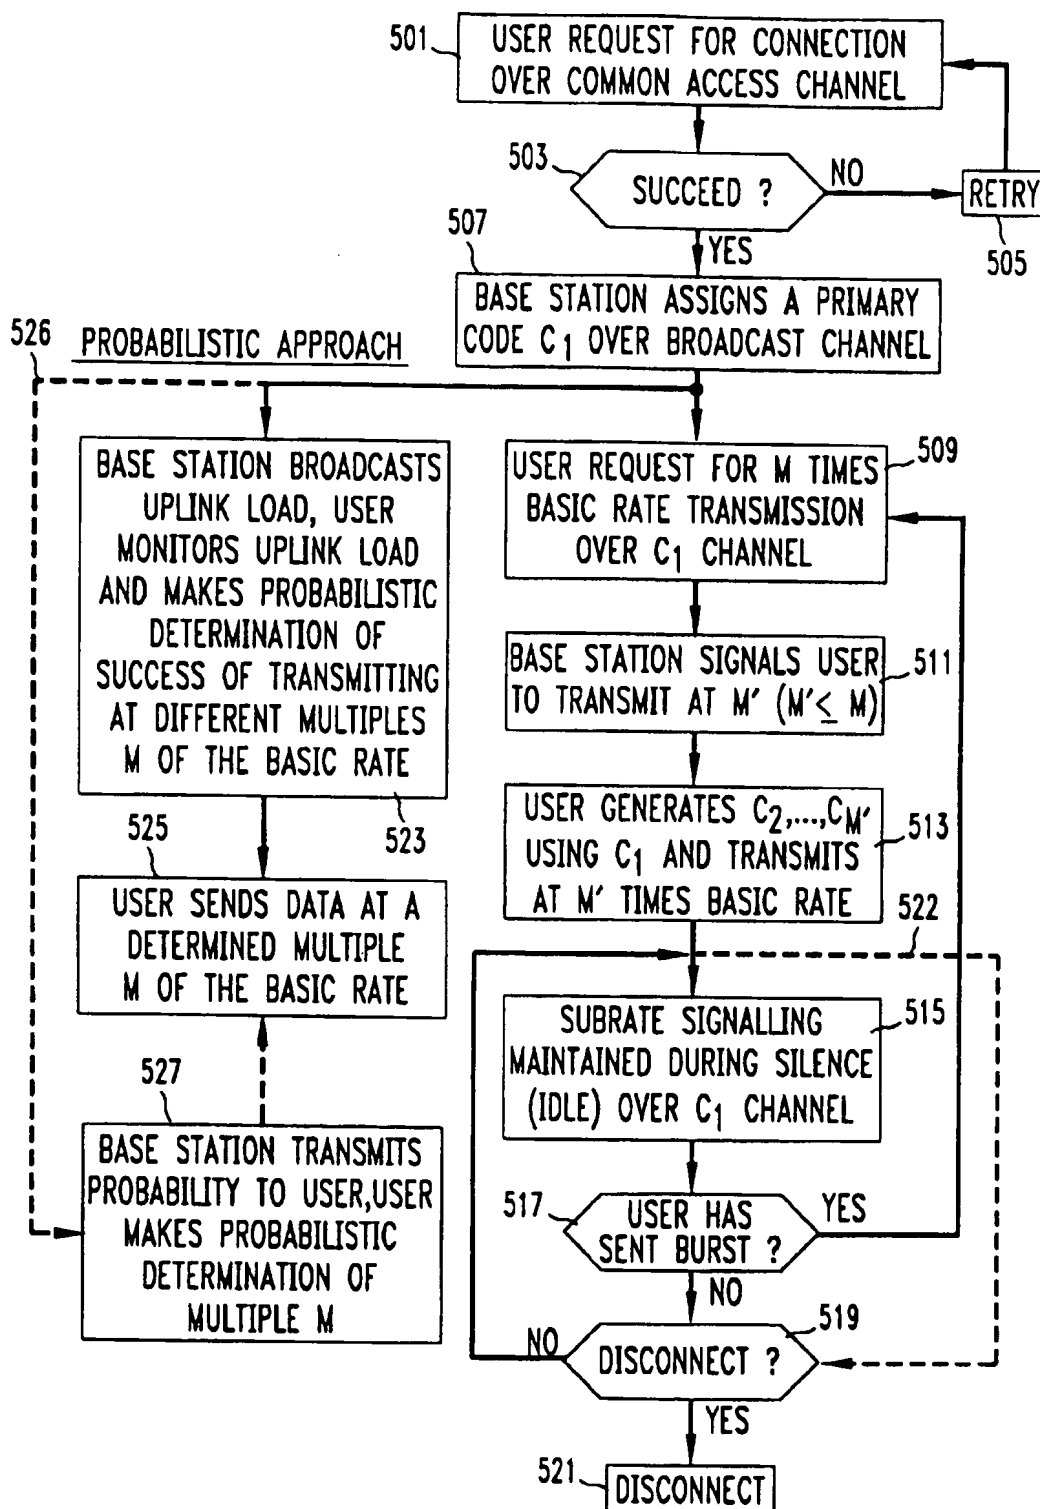 501
USER REQUEST FOR CONNECTION
OVER COMMON ACCESS CHANNEL
503
SUCCEED ?
NO
RETRY
505
YES
507
BASE STATION ASSIGNS A PRIMARY
CODE C1 OVER BROADCAST CHANNEL
526
PROBABILISTIC APPROACH
BASE STATION BROADCASTS
UPLINK LOAD, USER
MONITORS UPLINK LOAD
AND MAKES PROBABILISTIC
DETERMINATION OF
SUCCESS OF TRANSMITTING
AT DIFFERENT MULTIPLES
M OF THE BASIC RATE
523
525
USER SENDS DATA AT A
DETERMINED MULTIPLE
M OF THE BASIC RATE
527
BASE STATION TRANSMITS
PROBABILITY TO USER,USER
MAKES PROBABILISTIC
DETERMINATION OF
MULTIPLE M
509
USER REQUEST FOR M TIMES
BASIC RATE TRANSMISSION
OVER C1 CHANNEL
BASE STATION SIGNALS USER
TO TRANSMIT AT M' (M'≤ M)
511
USER GENERATES C2,...,CM'
USING C1 AND TRANSMITS
AT M' TIMES BASIC RATE
513
522
SUBRATE SIGNALLING
MAINTAINED DURING SILENCE
(IDLE) OVER C1 CHANNEL
515
517
USER HAS
SENT BURST ?
YES
NO
519
NO
DISCONNECT ?
YES
521
DISCONNECT